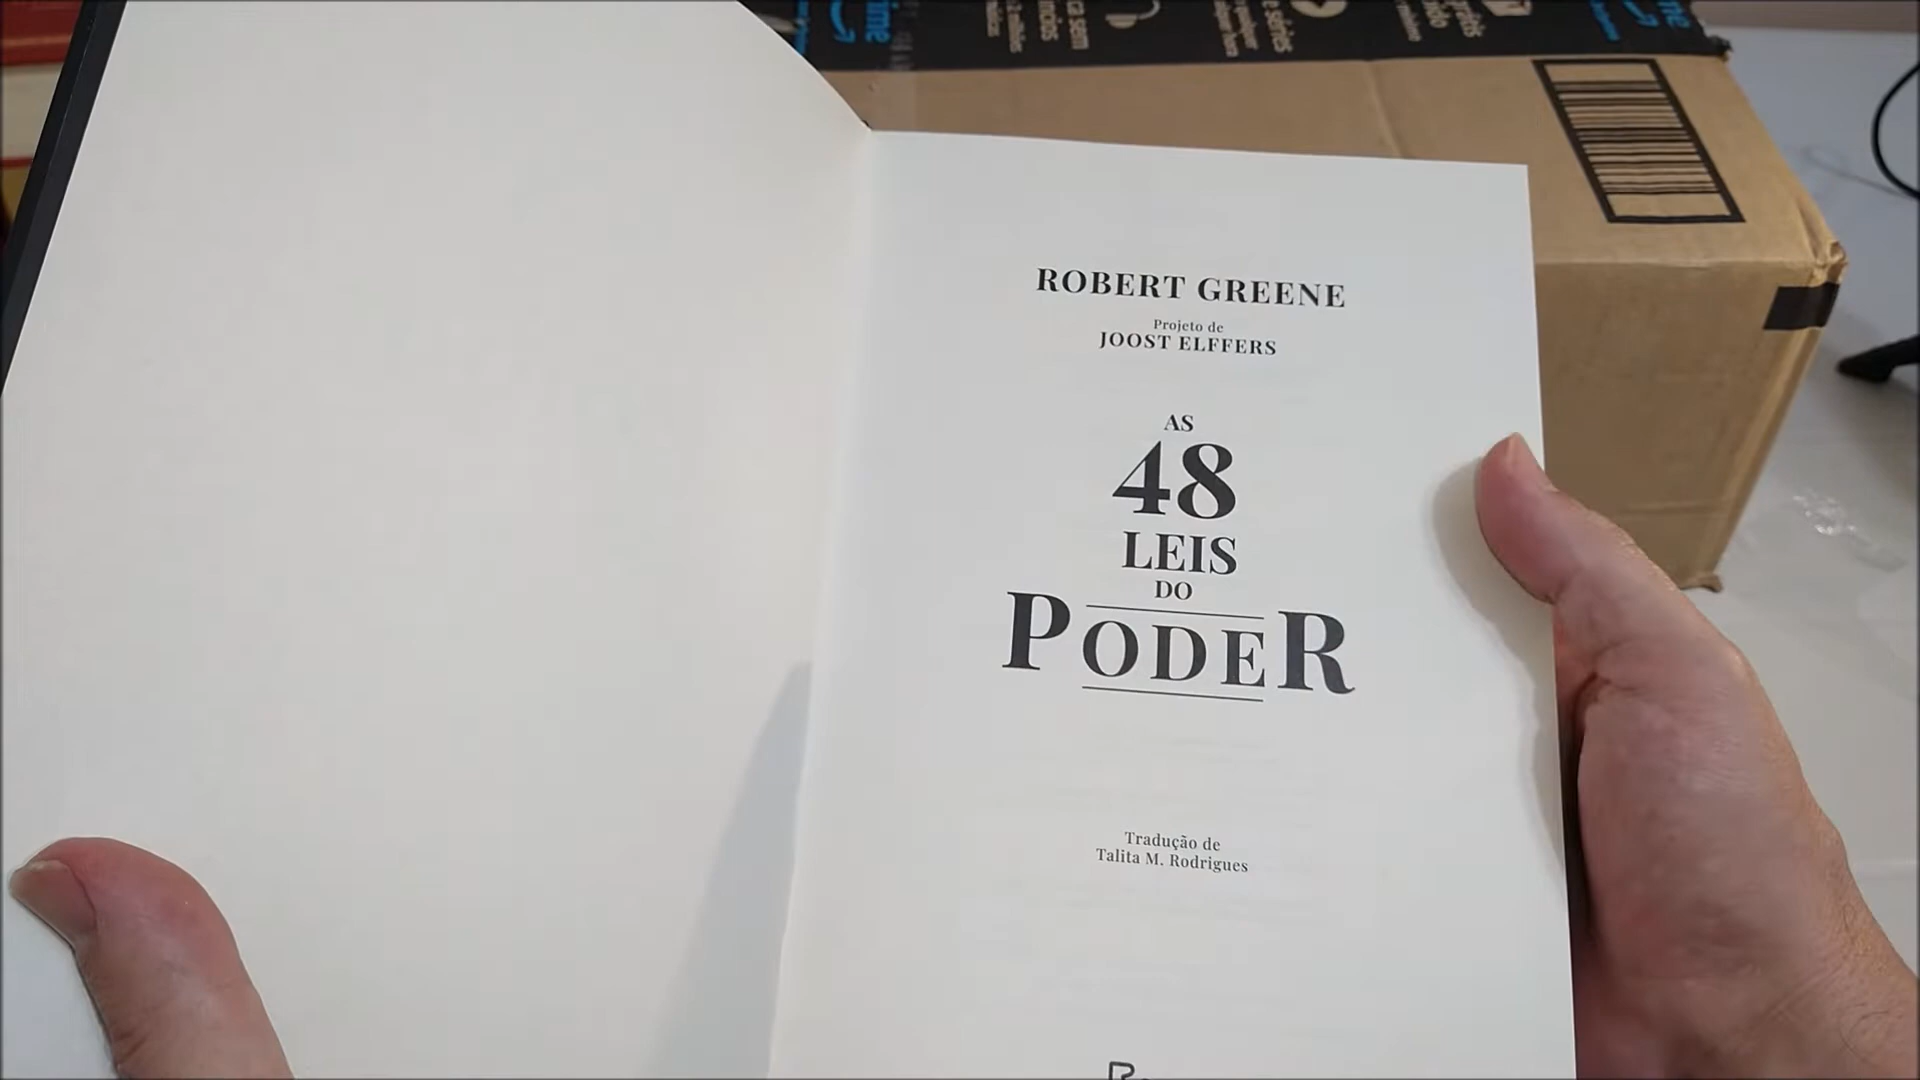 ROBERT GREENE
Projeto de
JOOST ELFFERS
AS
48
LEIS
DO
PODER
Tradução de
Talita M. Rodrigues